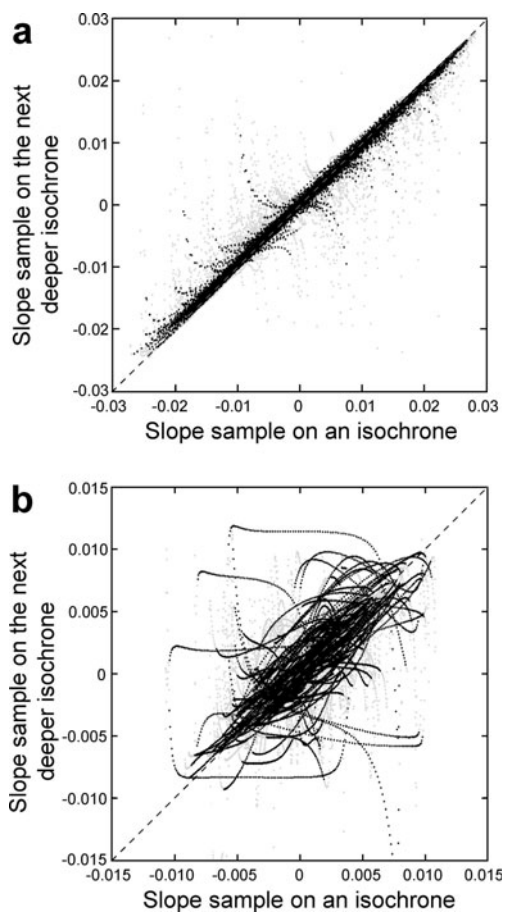 a
0.03
0.02
0.01
0
-0.01
-0.02
-0.03
Slope sample on the next
deeper isochrone
-0.03 -0.02 -0.01 0 0.01 0.02 0.03
Slope sample on an isochrone
b
0.015
0.010
0.005
0
-0.005
-0.010
-0.015
Slope sample on the next
deeper isochrone
-0.015 -0.010 -0.005 0 0.005 0.010 0.015
Slope sample on an isochrone